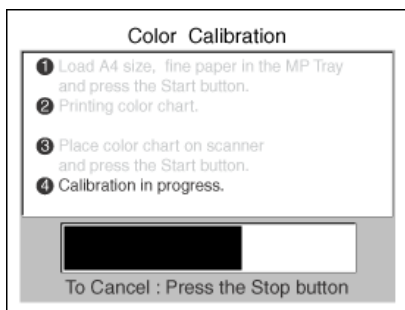 Color Calibration
1 Load A4 size, fine paper in the MP Tray
and press the Start button.
2 Printing color chart.
3 Place color chart on scanner
and press the Start button.
4 Calibration in progress.
To Cancel : Press the Stop button